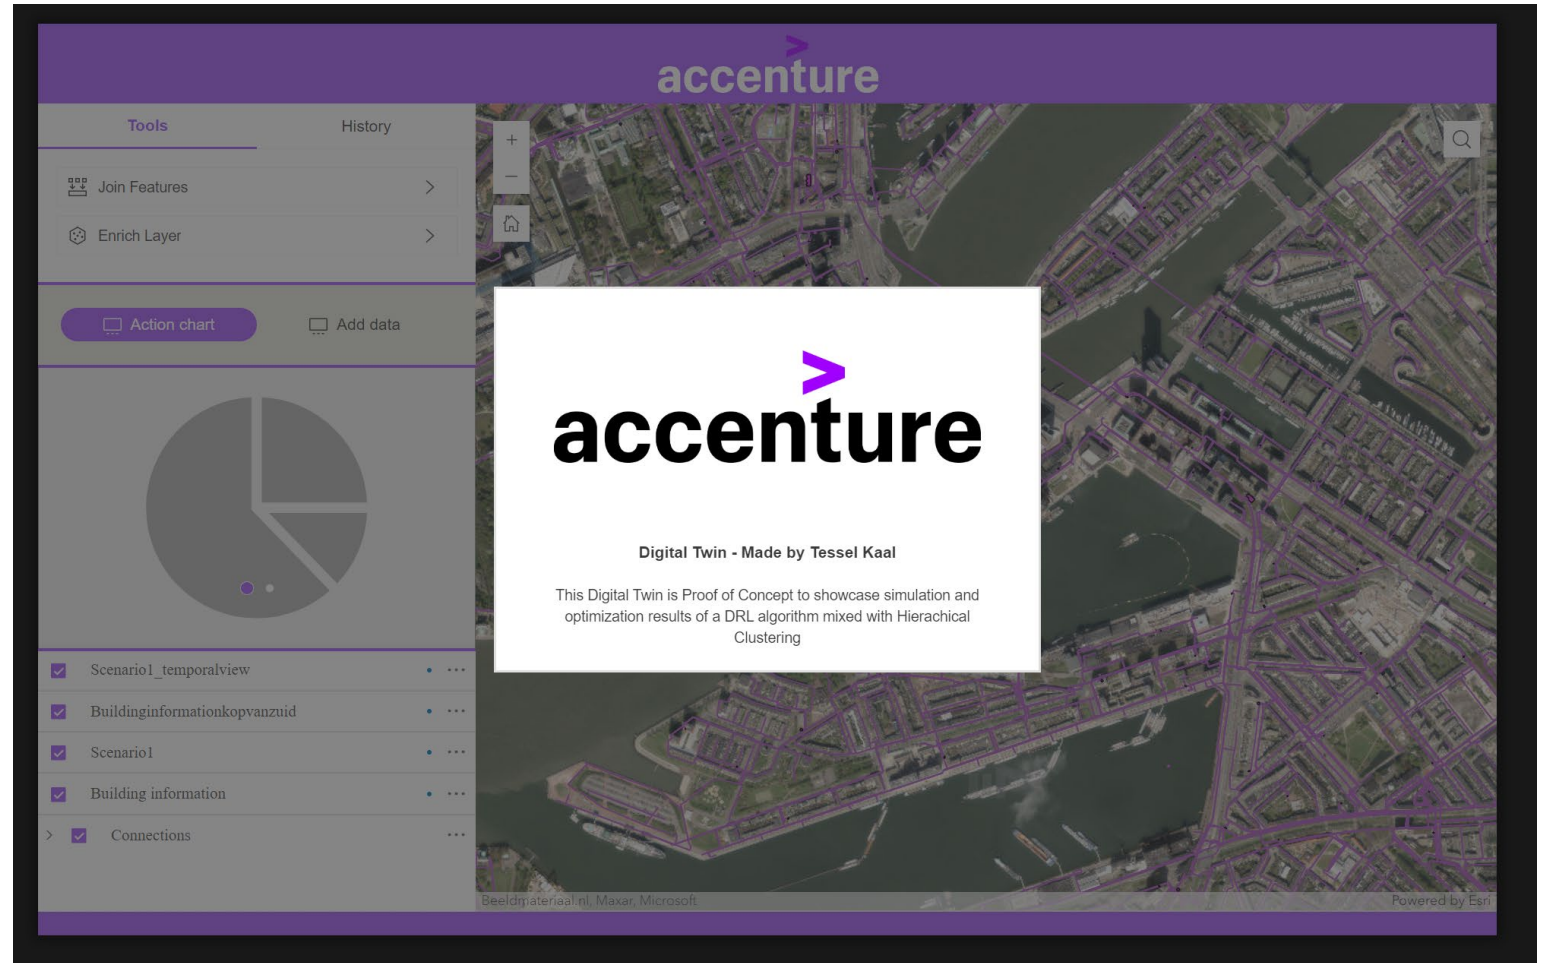 accenture
Tools
History
Join Features
Enrich Layer
Action chart
Add data
accenture
Digital Twin - Made by Tessel Kaal
This Digital Twin is Proof of Concept to showcase simulation and
optimization results of a DRL algorithm mixed with Hierachical
Clustering
Scenario1_temporalview
Buildinginformationkopvanzuid
Scenario1
Building information
Connections
Beeldmateriaal.nl, Maxar, Microsoft
Powered by Esri